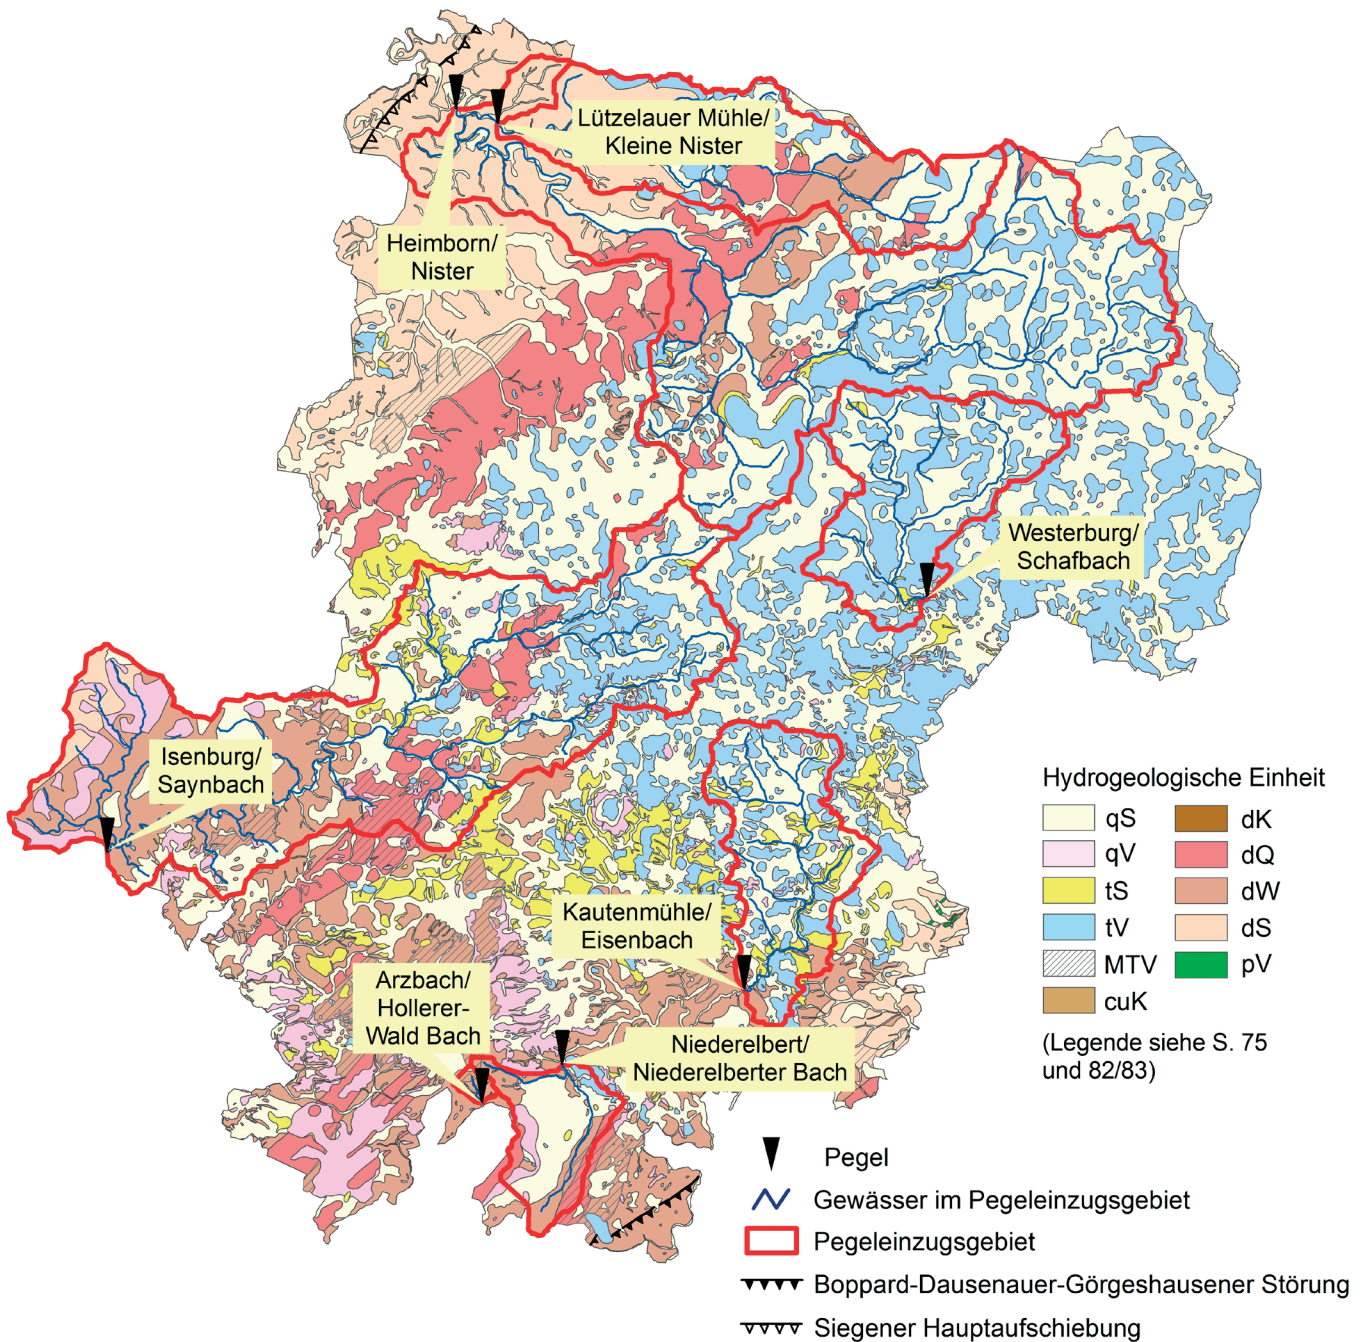 Lützelauer Mühle/
Kleine Nister
Heimborn/
Nister
Westerburg/
Schafbach
Isenburg/
Saynbach
Kautenmühle/
Eisenbach
Arzbach/
Hollerer-
Wald Bach
Niederelbert/
Niederelberter Bach
Hydrogeologische Einheit
qS
dK
qV
dQ
tS
dW
tV
dS
MTV
pV
cuK
(Legende siehe S. 75
und 82/83)
Pegel
Gewässer im Pegeleinzugsgebiet
Pegeleinzugsgebiet
Boppard-Dausenauer-Görgeshausener Störung
Siegener Hauptaufschiebung